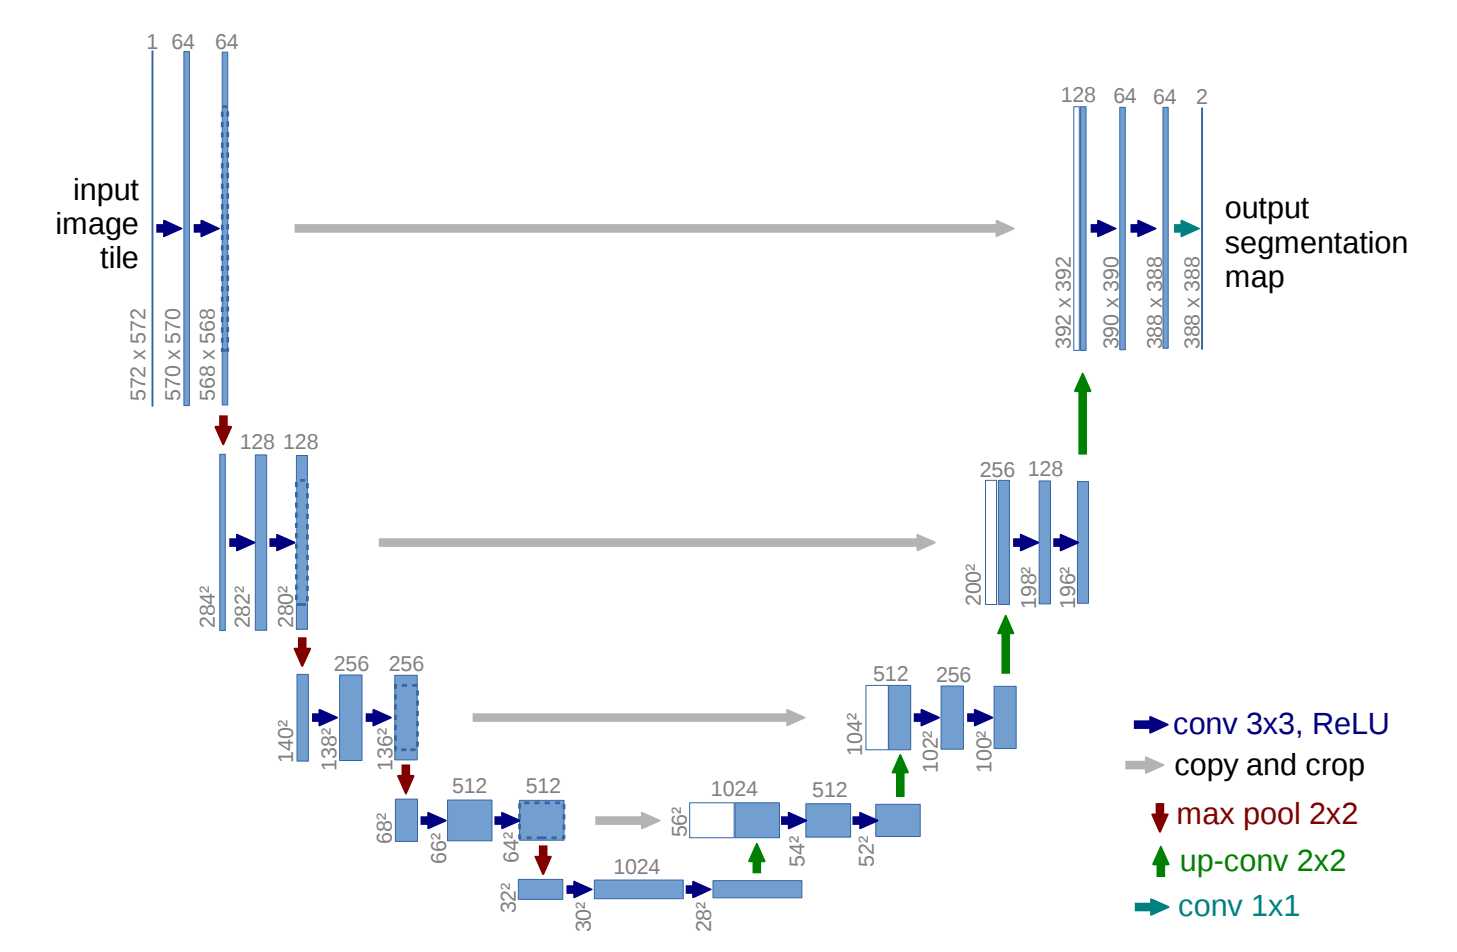 1 64 64
input
image
tile
572 x 572
570 x 570
568 x 568
128 64 64 2
output
segmentation
map
392 x 392
390 x 390
388 x 388
388 x 388
128 128
284²
282²
280²
256 128
200²
198²
196²
256 256
140²
138²
136²
512 256
104²
102²
100²
512 512
68²
66²
64²
1024 512
56²
54²
52²
1024
32²
30²
28²
conv 3x3, ReLU
copy and crop
max pool 2x2
up-conv 2x2
conv 1x1